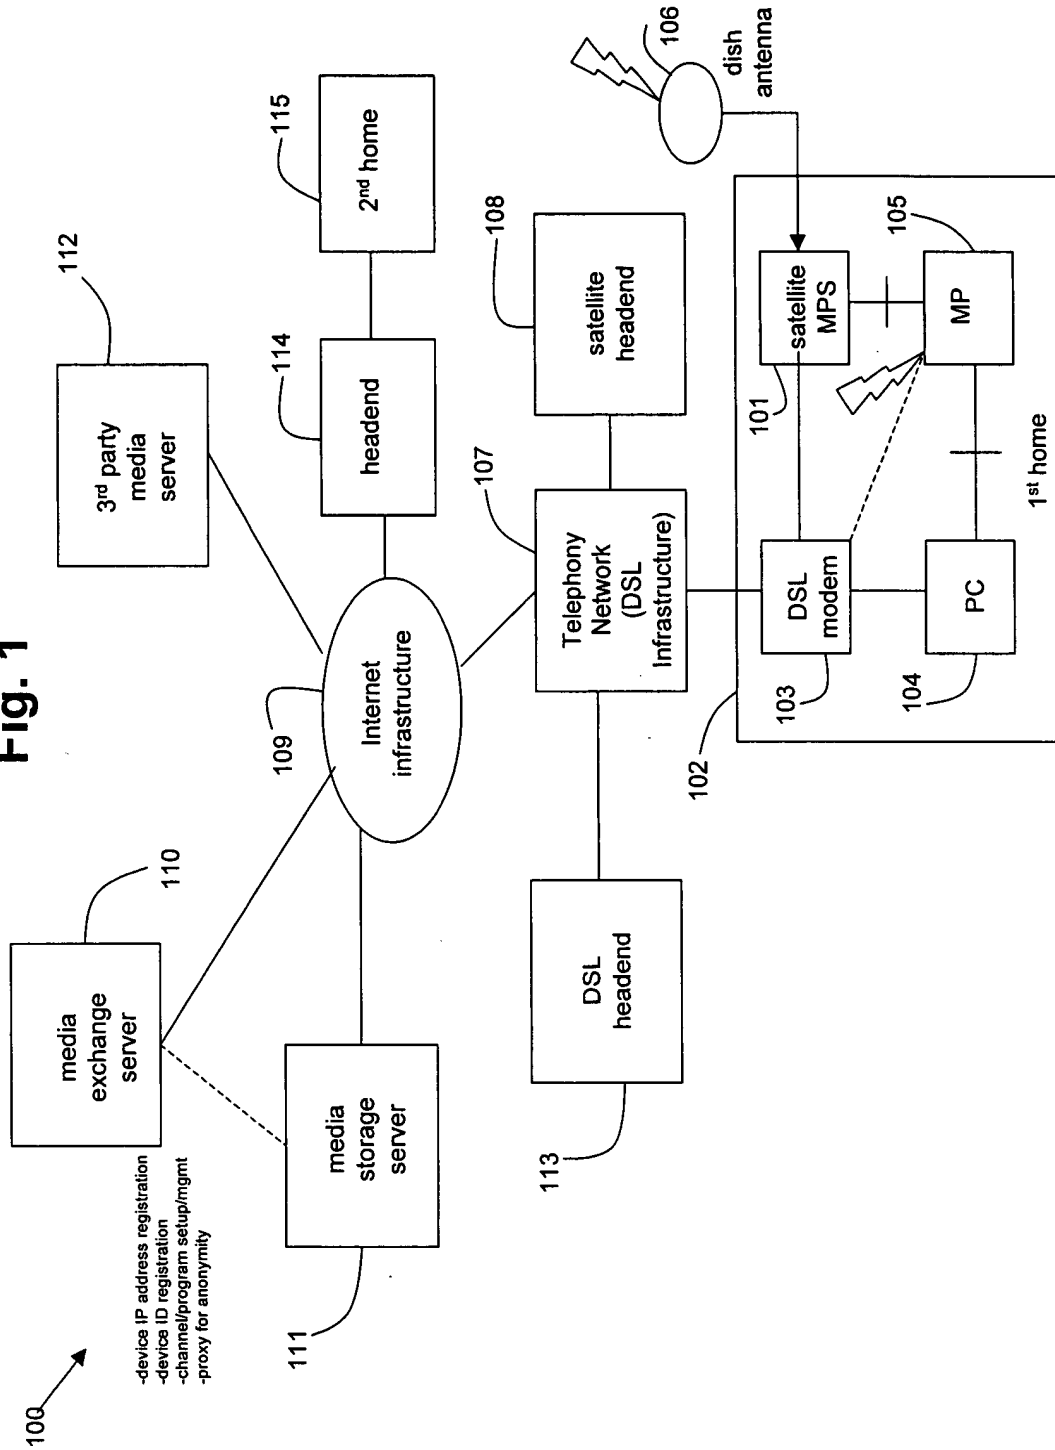 Fig. 1
100
-device IP address registration
-device ID registration
-channel/program setup/mgmt
-proxy for anonymity
media
exchange
server
110
3rd party
media
server
112
media
storage
server
111
Internet
infrastructure
109
headend
114
2nd home
115
DSL
headend
113
Telephony
Network
(DSL
Infrastructure)
107
satellite
headend
108
106
dish
antenna
102
DSL
modem
103
satellite
MPS
101
PC
104
MP
105
1st home